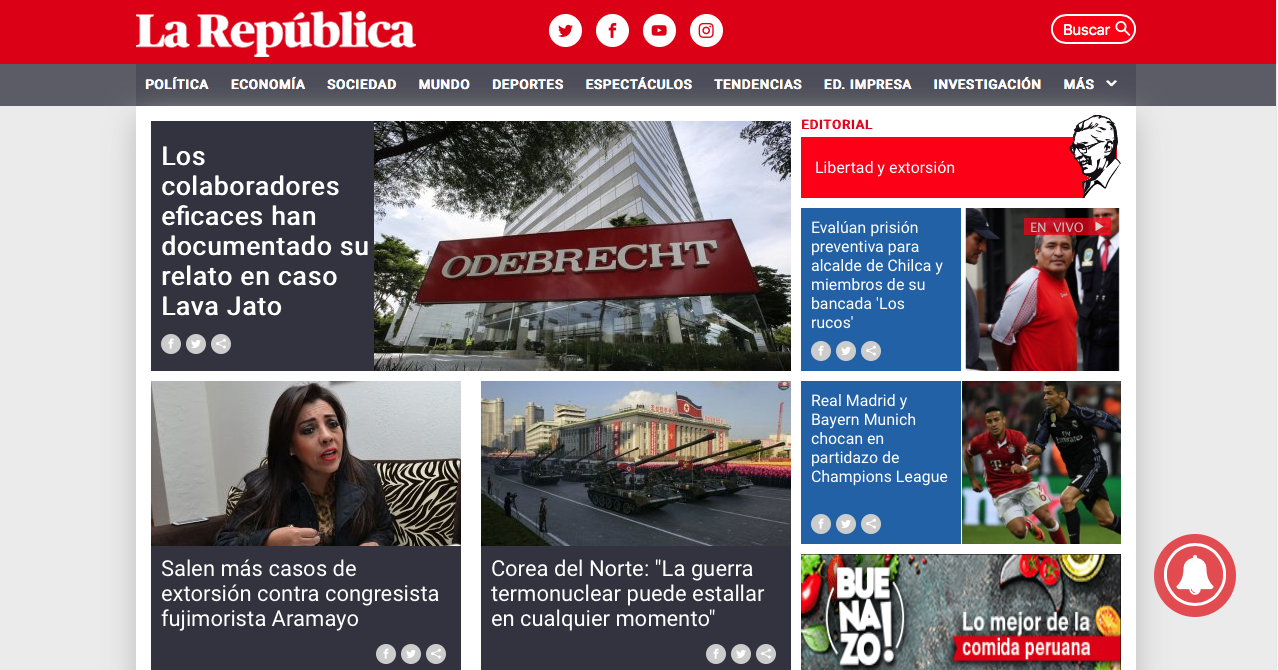 La República
Buscar
POLÍTICA ECONOMÍA SOCIEDAD MUNDO DEPORTES ESPECTÁCULOS TENDENCIAS ED. IMPRESA INVESTIGACIÓN MÁS
Los
colaboradores
eficaces han
documentado su
relato en caso
Lava Jato
ODEBRECHT
EDITORIAL
Libertad y extorsión
Evalúan prisión
preventiva para
alcalde de Chilca y
miembros de su
bancada 'Los
rucos'
EN VIVO
Salen más casos de
extorsión contra congresista
fujimorista Aramayo
Corea del Norte: "La guerra
termonuclear puede estallar
en cualquier momento"
Real Madrid y
Bayern Munich
chocan en
partidazo de
Champions League
BUE
NA
ZO!
Lo mejor de la
comida peruana